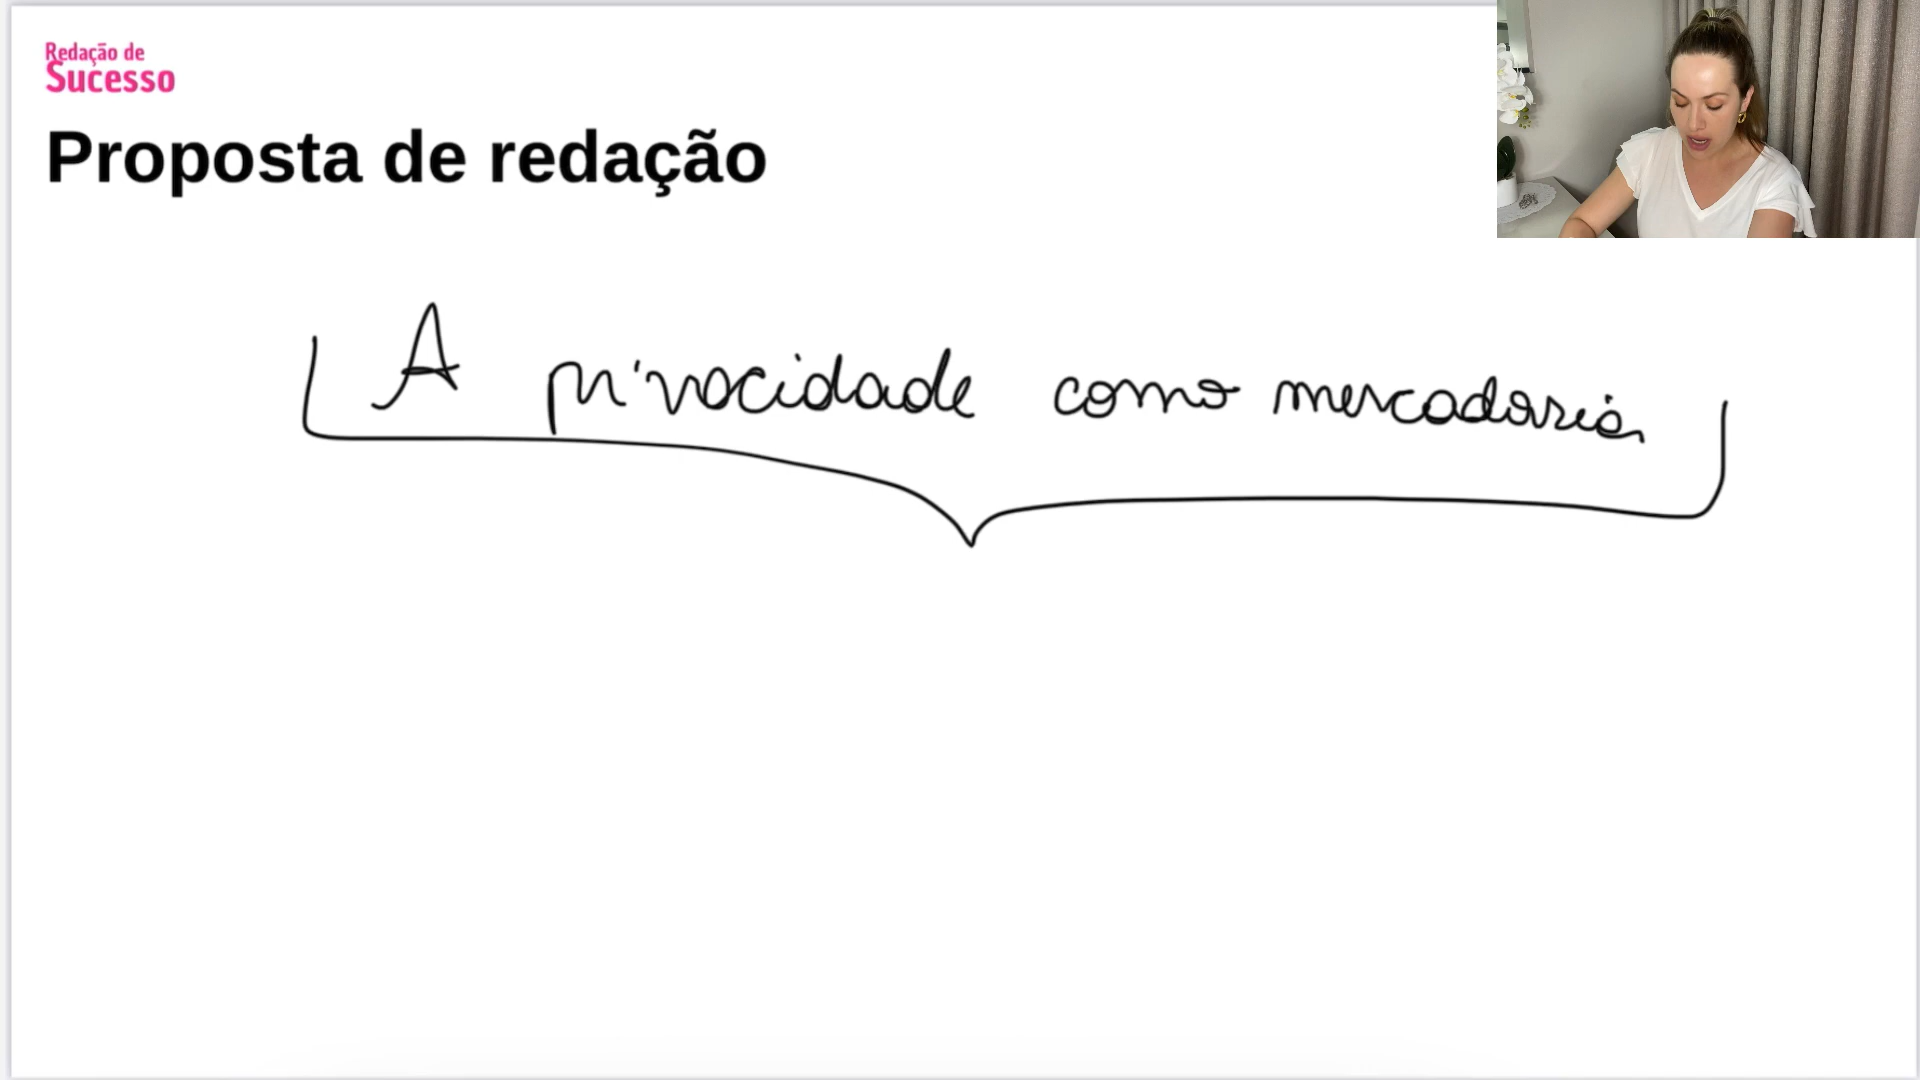 Redação de
Sucesso
Proposta de redação
A privacidade como mercadoria